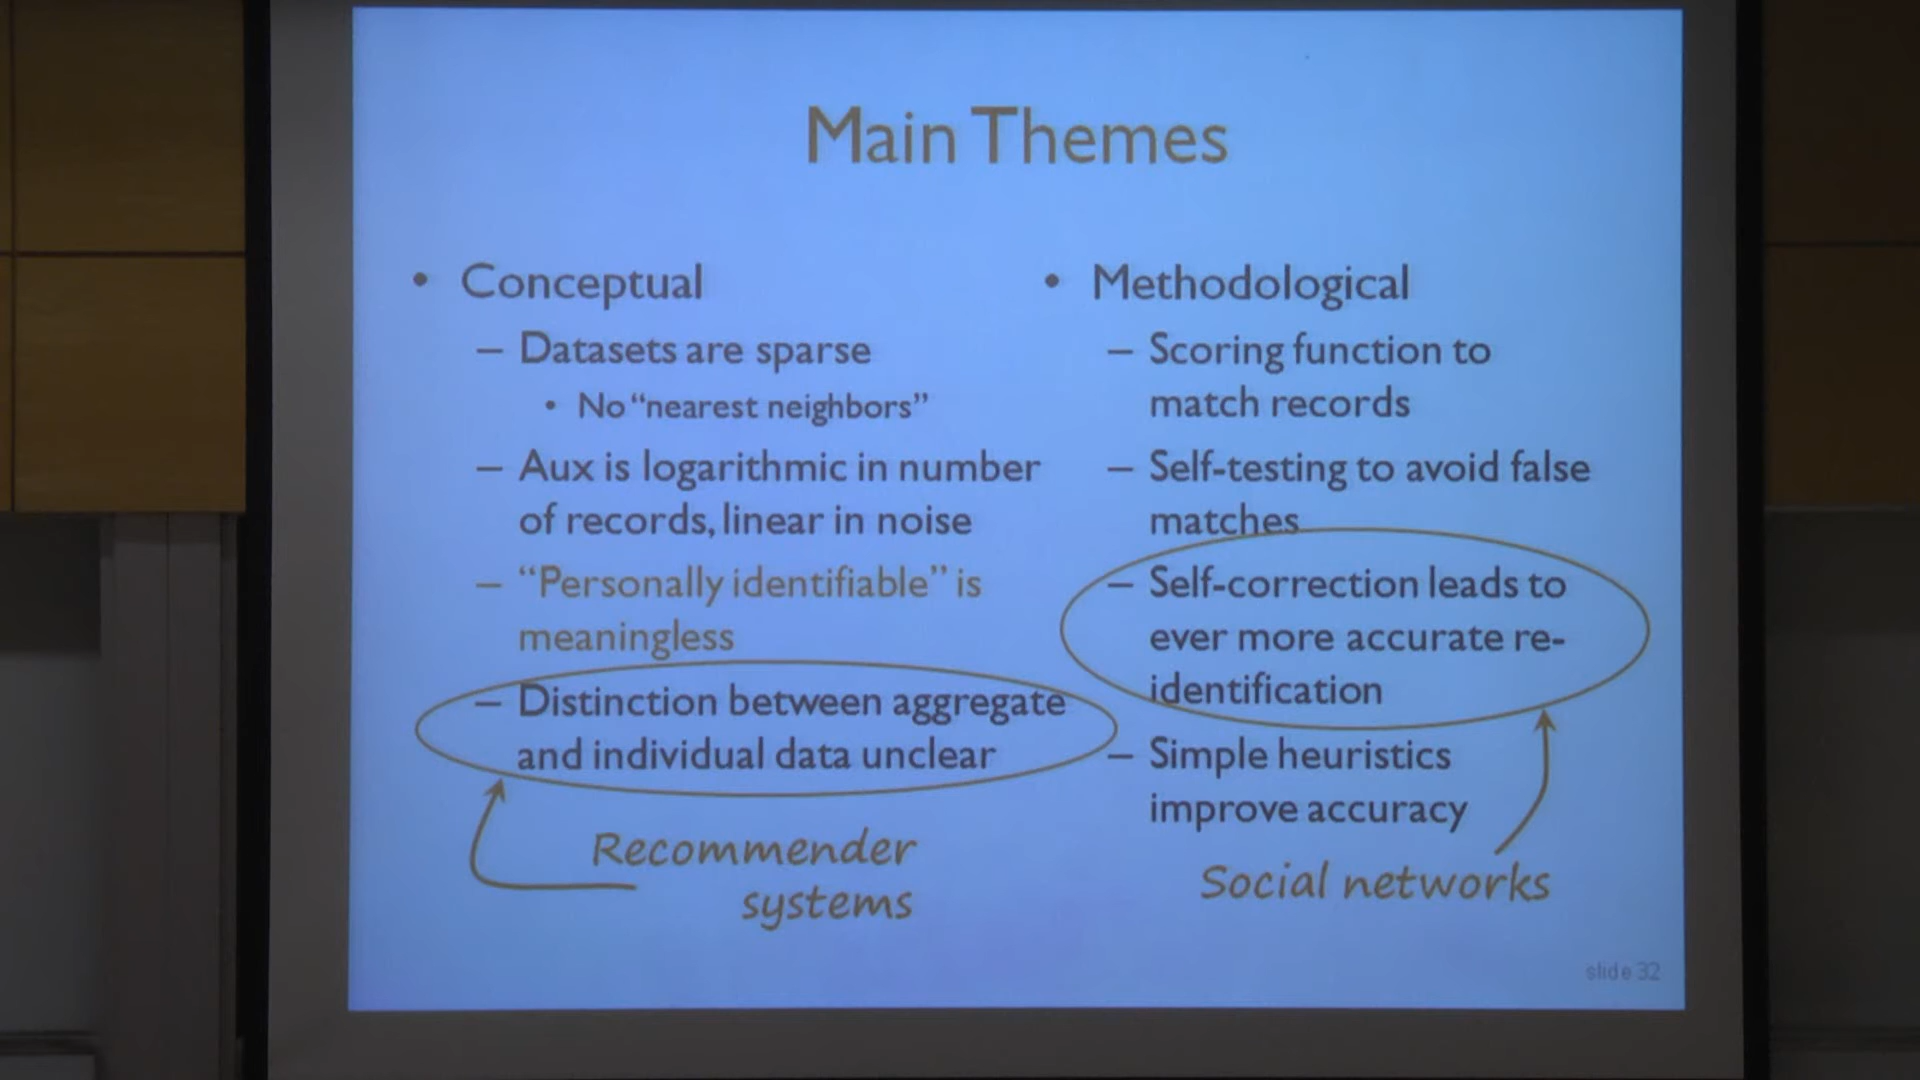 Main Themes
• Conceptual
– Datasets are sparse
• No “nearest neighbors”
– Aux is logarithmic in number
of records, linear in noise
– “Personally identifiable” is
meaningless
– Distinction between aggregate
and individual data unclear
Recommender
systems
• Methodological
– Scoring function to
match records
– Self-testing to avoid false
matches
– Self-correction leads to
ever more accurate re-
identification
– Simple heuristics
improve accuracy
Social networks
slide 32